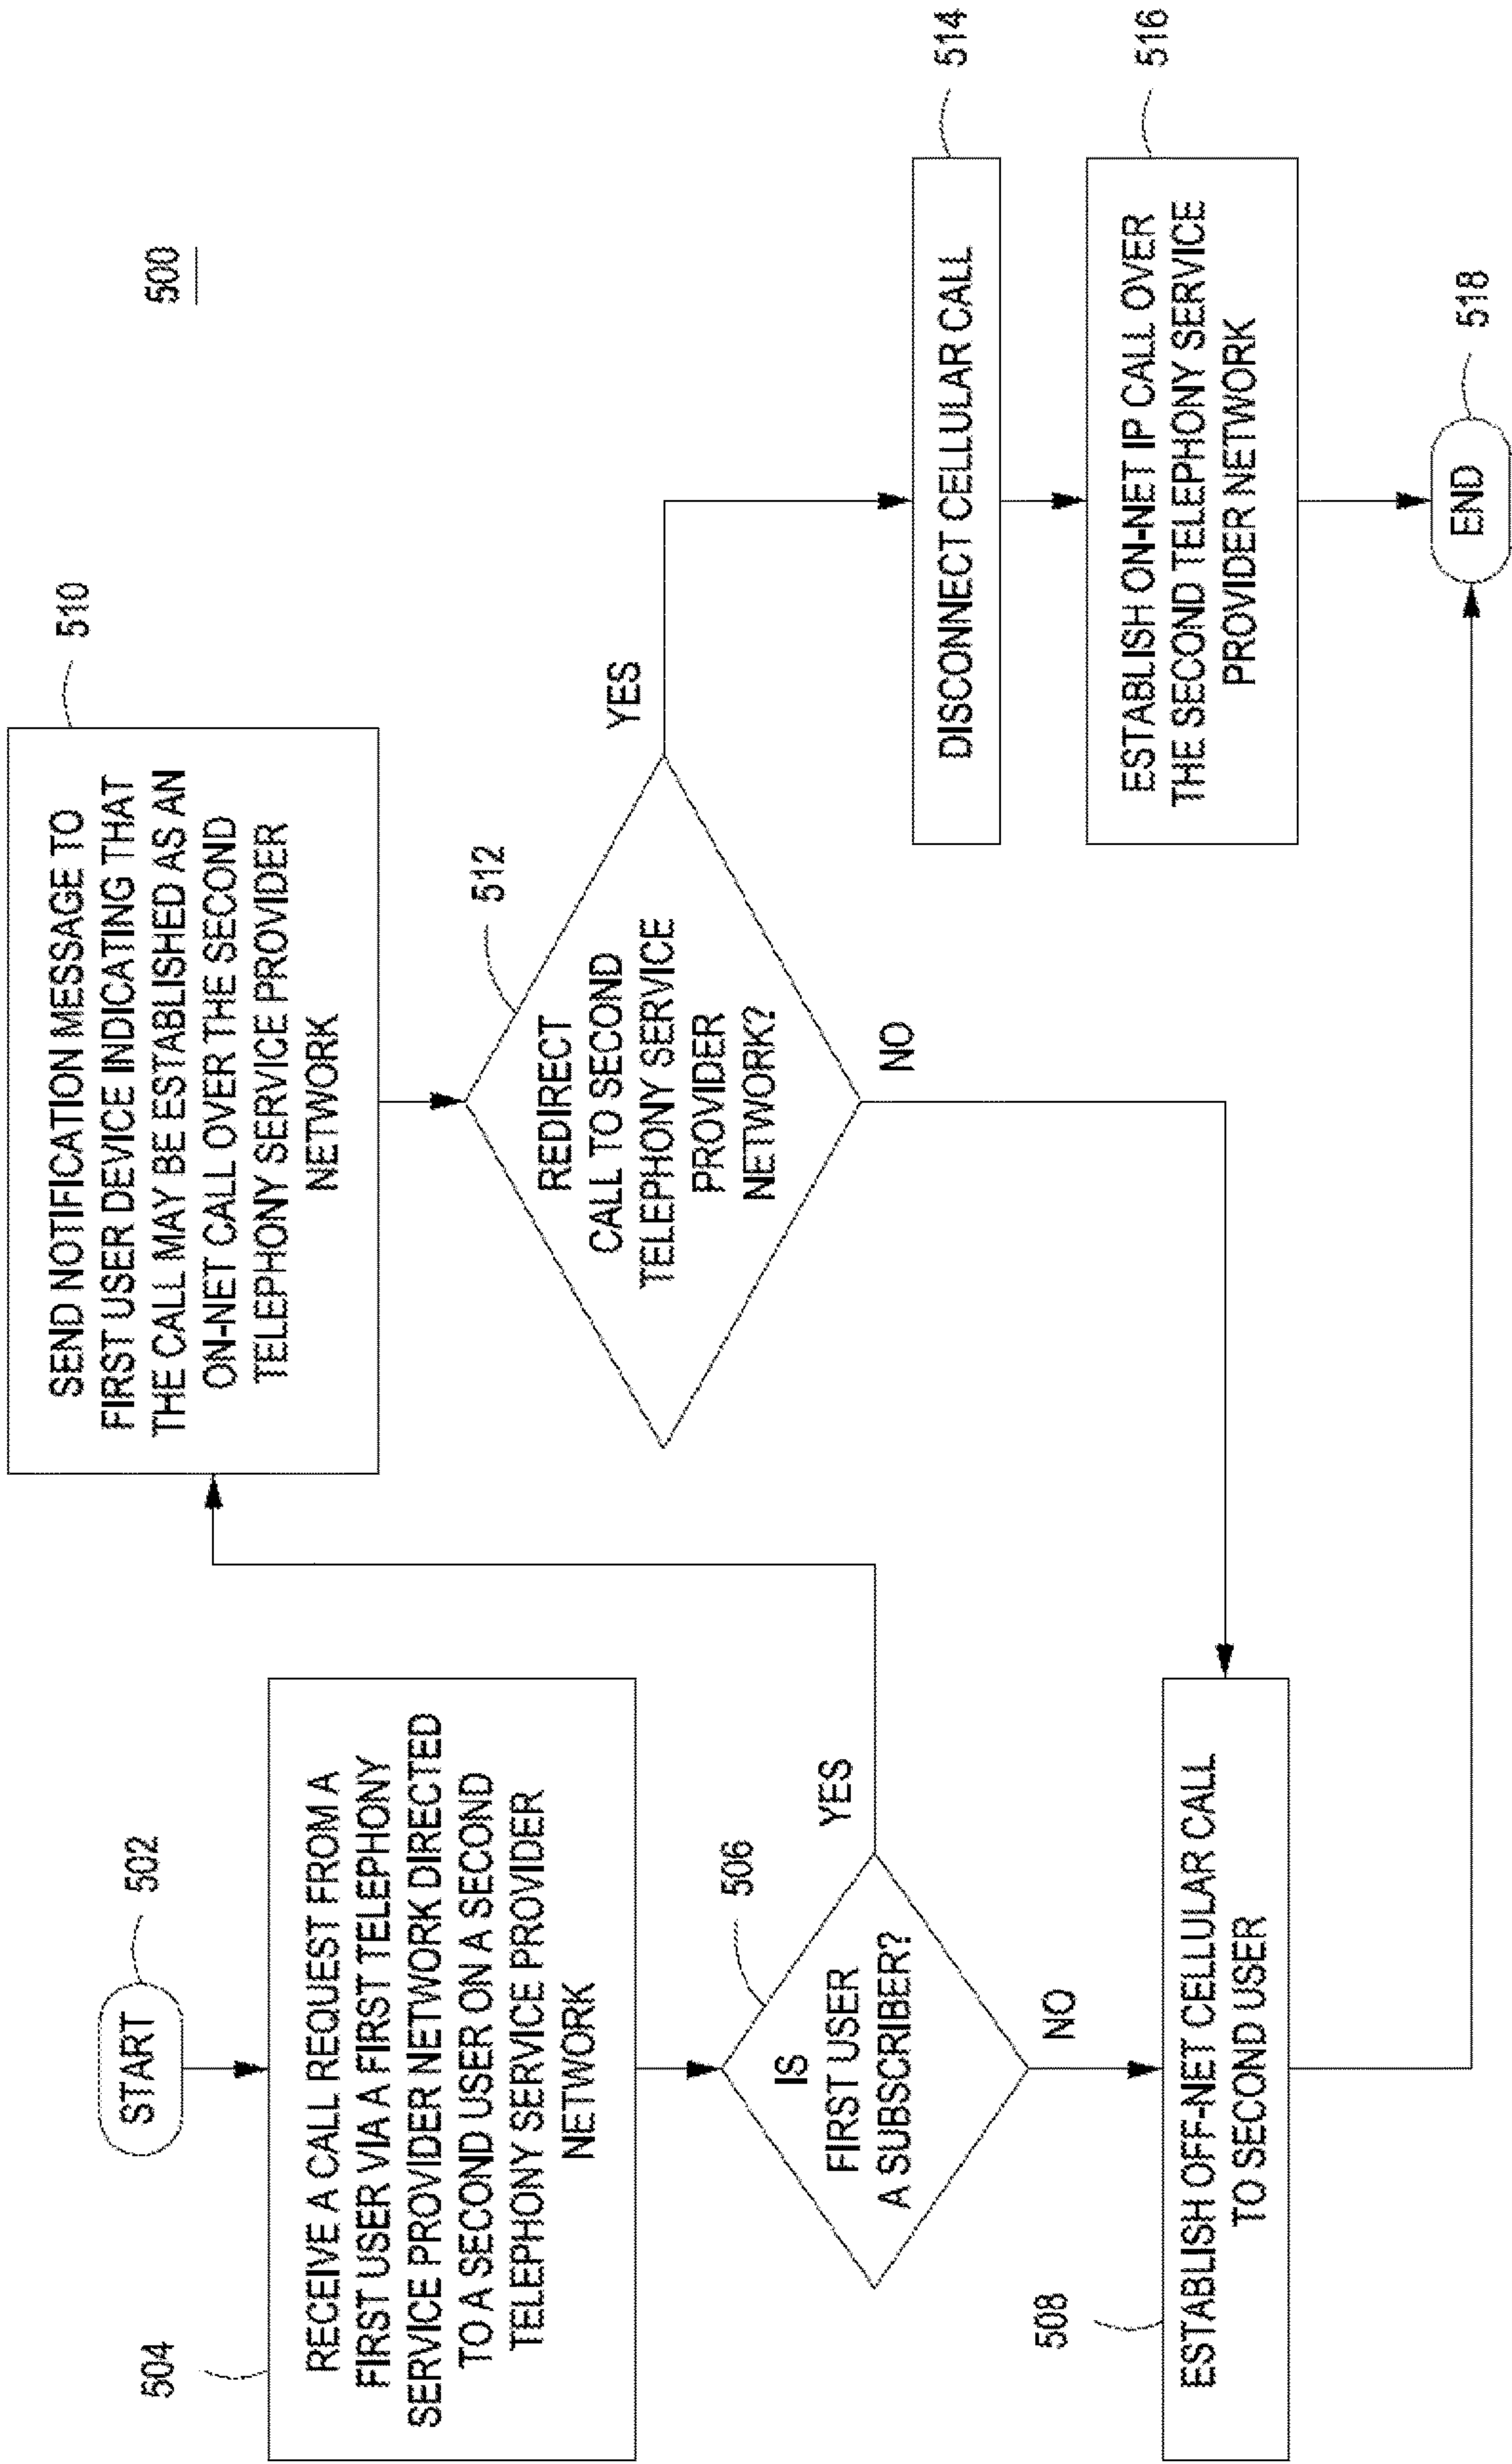 500
START
502
504
RECEIVE A CALL REQUEST FROM A
FIRST USER VIA A FIRST TELEPHONY
SERVICE PROVIDER NETWORK DIRECTED
TO A SECOND USER ON A SECOND
TELEPHONY SERVICE PROVIDER
NETWORK
506
IS
FIRST USER
A SUBSCRIBER?
YES
NO
508
ESTABLISH OFF-NET CELLULAR CALL
TO SECOND USER
510
SEND NOTIFICATION MESSAGE TO
FIRST USER DEVICE INDICATING THAT
THE CALL MAY BE ESTABLISHED AS AN
ON-NET CALL OVER THE SECOND
TELEPHONY SERVICE PROVIDER
NETWORK
512
REDIRECT
CALL TO SECOND
TELEPHONY SERVICE
PROVIDER
NETWORK?
YES
NO
514
DISCONNECT CELLULAR CALL
516
ESTABLISH ON-NET IP CALL OVER
THE SECOND TELEPHONY SERVICE
PROVIDER NETWORK
518
END